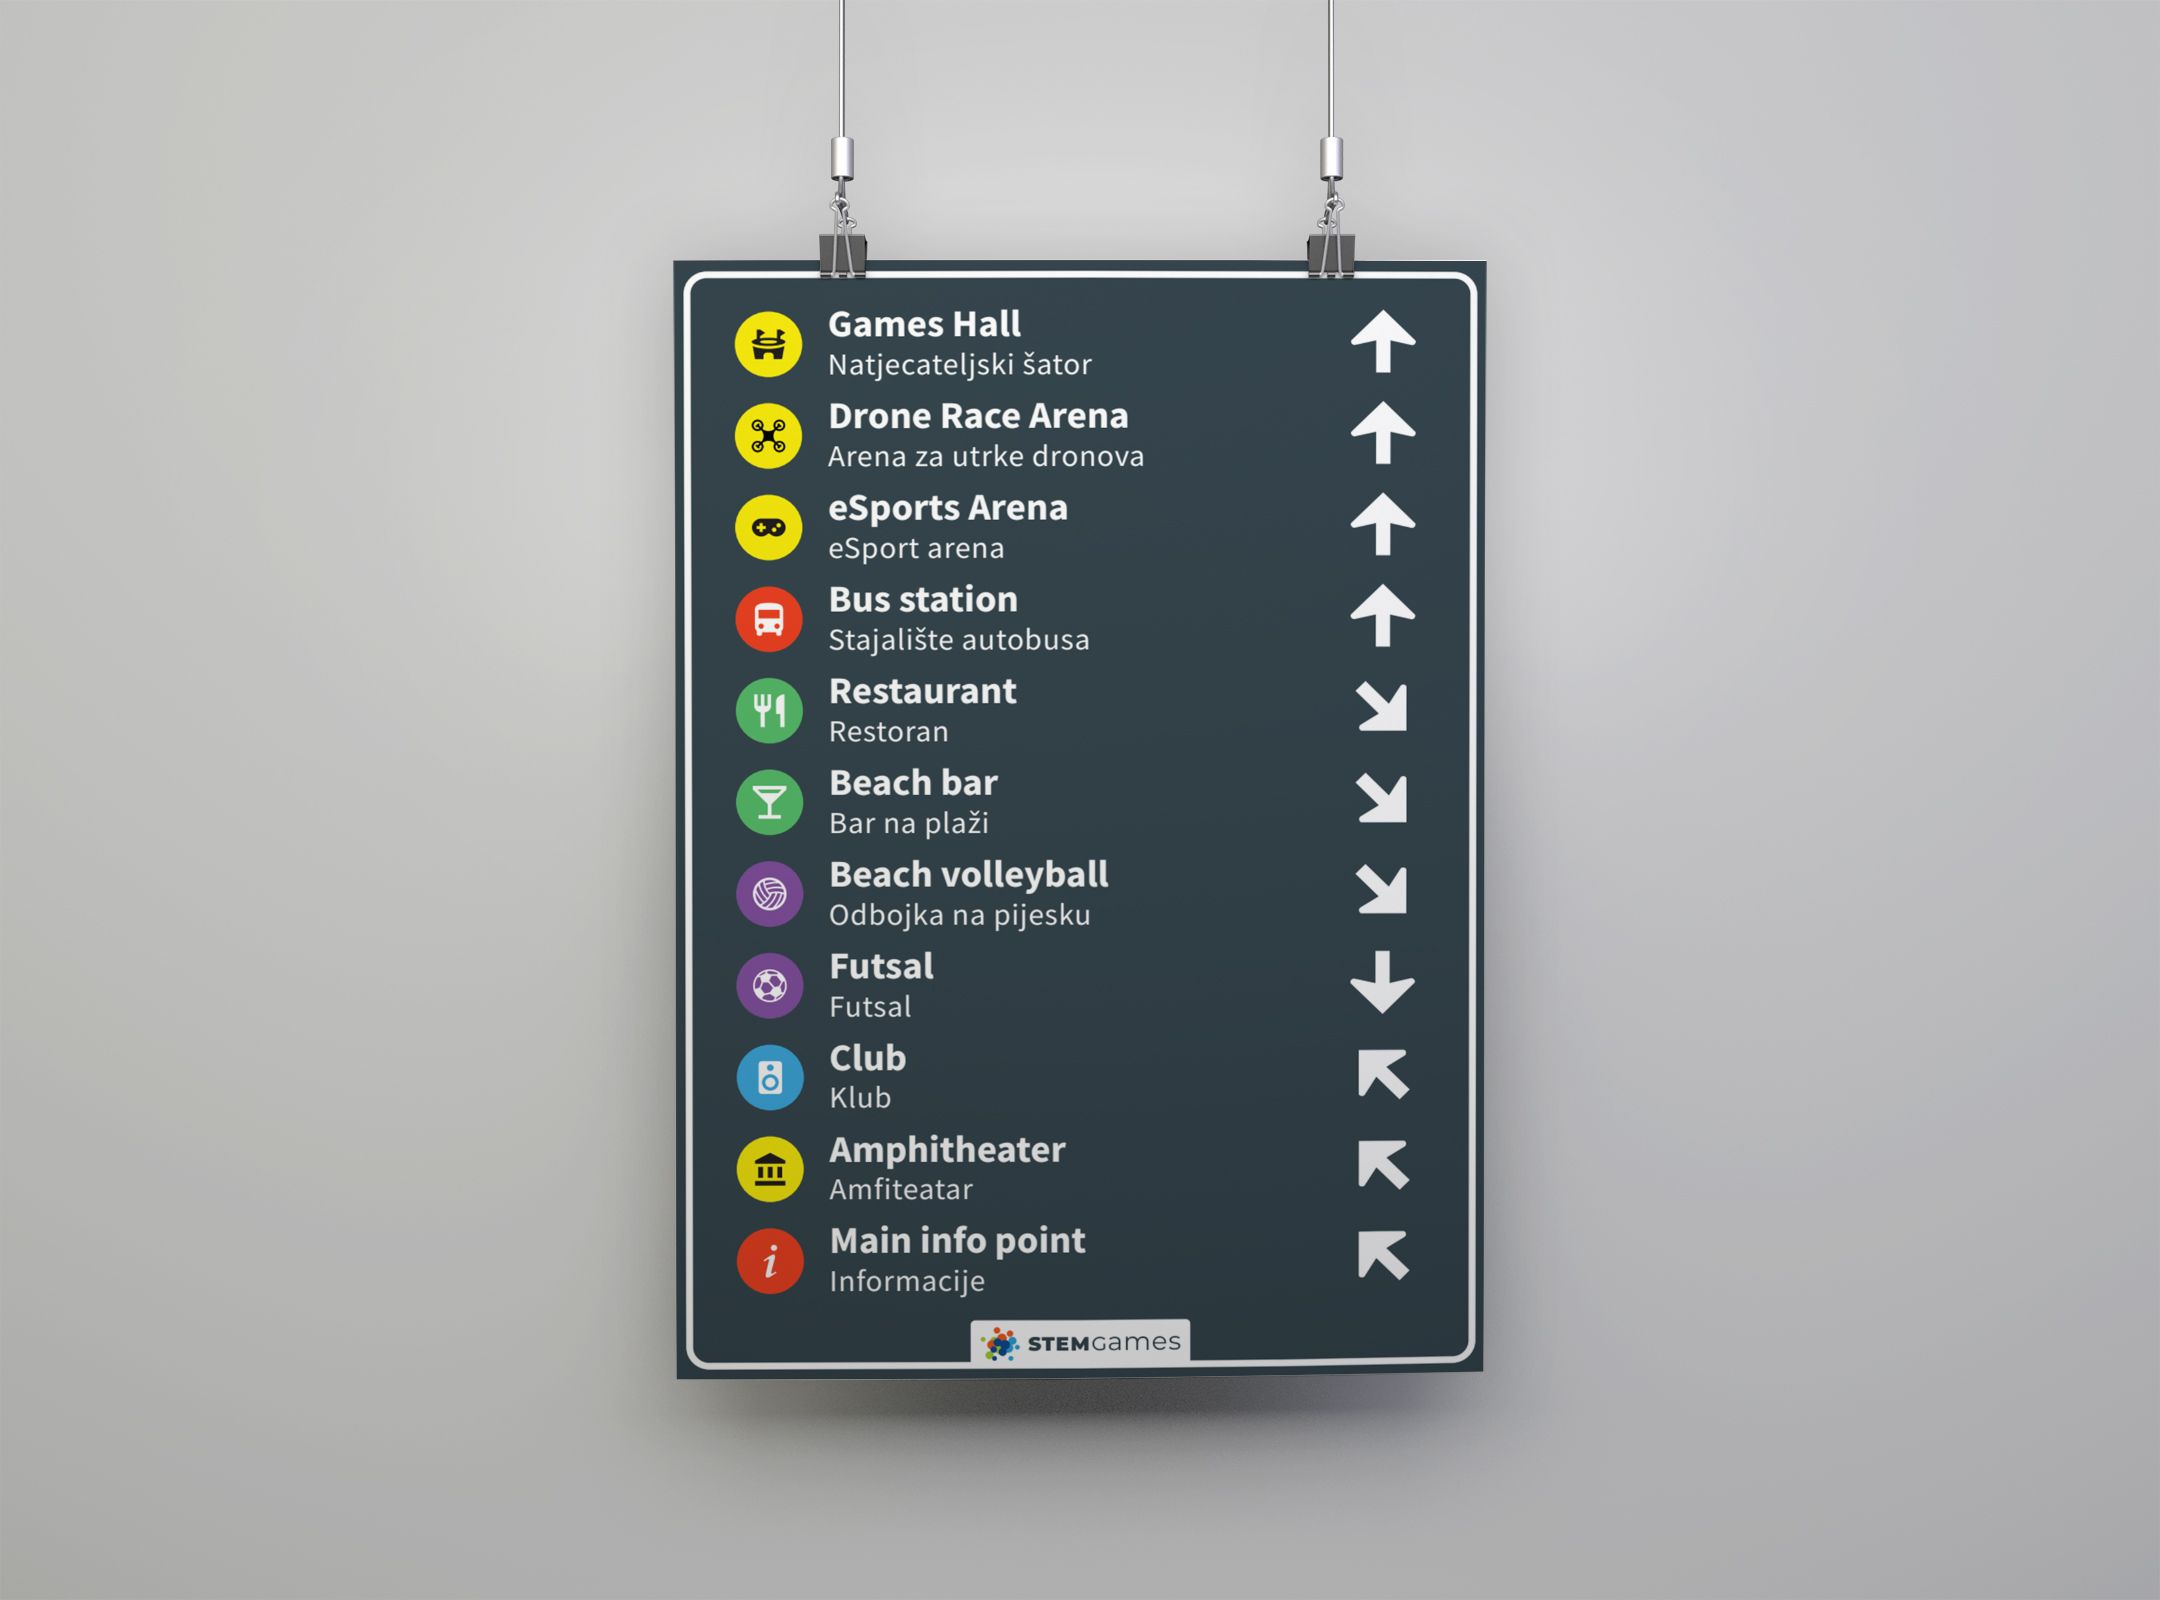 Games Hall
Natjecateljski šator
Drone Race Arena
Arena za utrke dronova
eSports Arena
eSport arena
Bus station
Stajalište autobusa
Restaurant
Restoran
Beach bar
Bar na plaži
Beach volleyball
Odbojka na pijesku
Futsal
Futsal
Club
Klub
Amphitheater
Amfiteatar
i
Main info point
Informacije
STEMGames